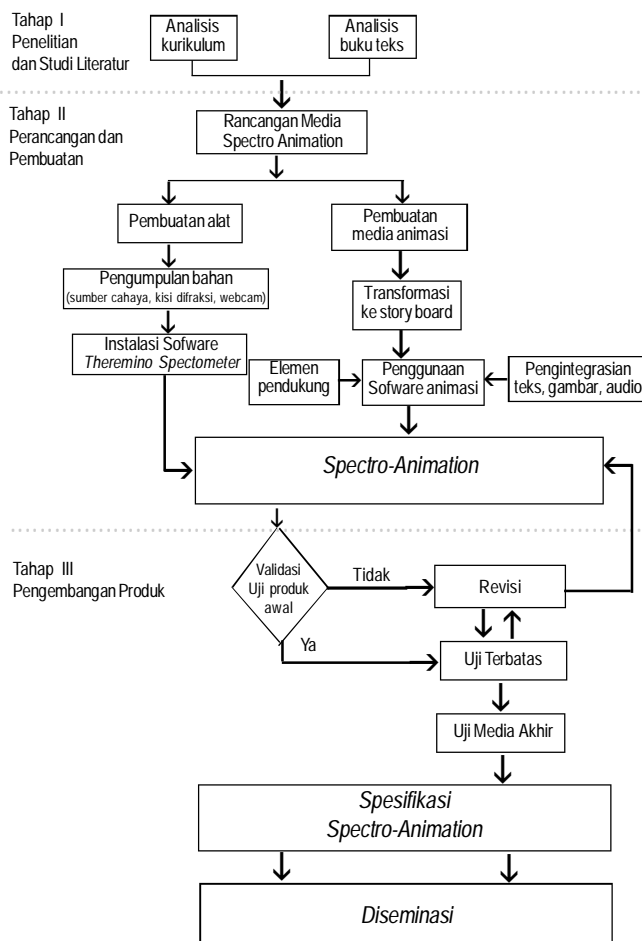 Tahap I
Penelitian
dan Studi Literatur
Analisis
kurikulum
Analisis
buku teks
Tahap II
Perancangan dan
Pembuatan
Rancangan Media
Spectro Animation
Pembuatan alat
Pembuatan
media animasi
Pengumpulan bahan
(sumber cahaya, kisi difraksi, webcam)
Transformasi
ke story board
Instalasi Sofware
Theremino Spectometer
Elemen
pendukung
Penggunaan
Sofware animasi
Pengintegrasian
teks, gambar, audio
Spectro-Animation
Tahap III
Pengembangan Produk
Validasi
Uji produk
awal
Tidak
Revisi
Ya
Uji Terbatas
Uji Media Akhir
Spesifikasi
Spectro-Animation
Diseminasi